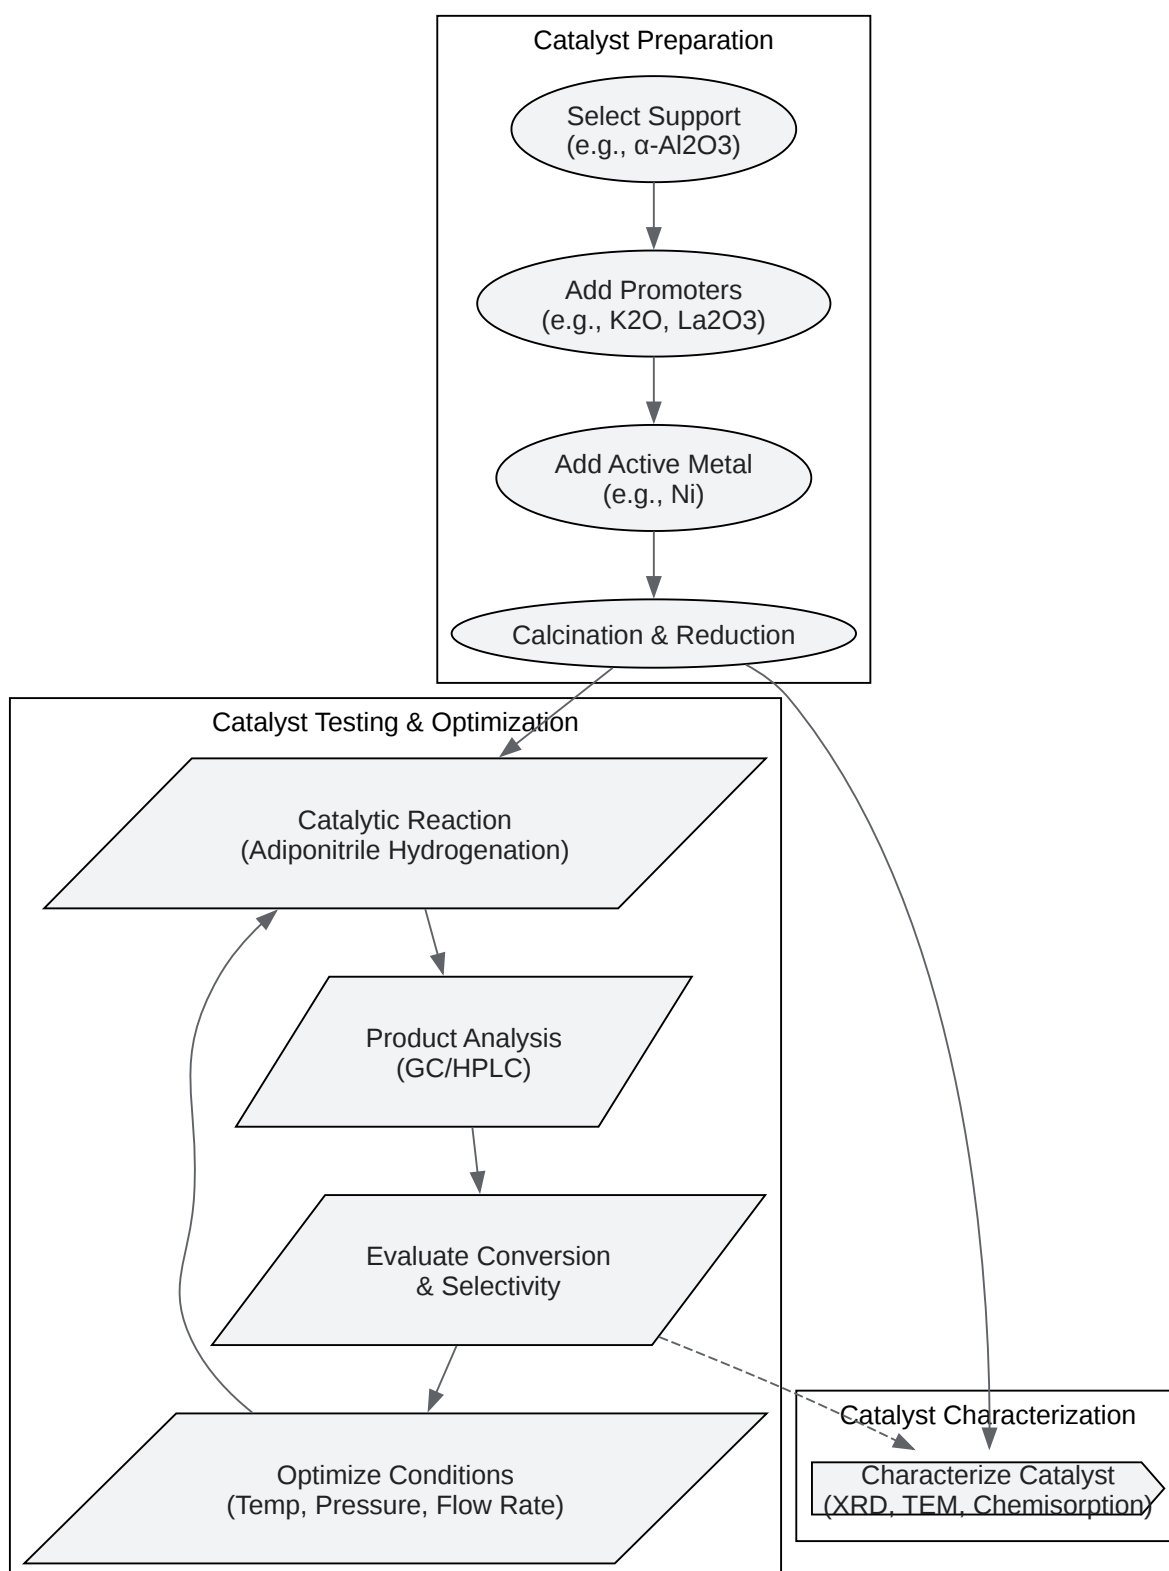 Catalyst Preparation
Select Support
(e.g., α-Al2O3)
Add Promoters
(e.g., K2O, La2O3)
Add Active Metal
(e.g., Ni)
Calcination & Reduction
Catalyst Testing & Optimization
Catalytic Reaction
(Adiponitrile Hydrogenation)
Product Analysis
(GC/HPLC)
Evaluate Conversion
& Selectivity
Optimize Conditions
(Temp, Pressure, Flow Rate)
Catalyst Characterization
Characterize Catalyst
(XRD, TEM, Chemisorption)